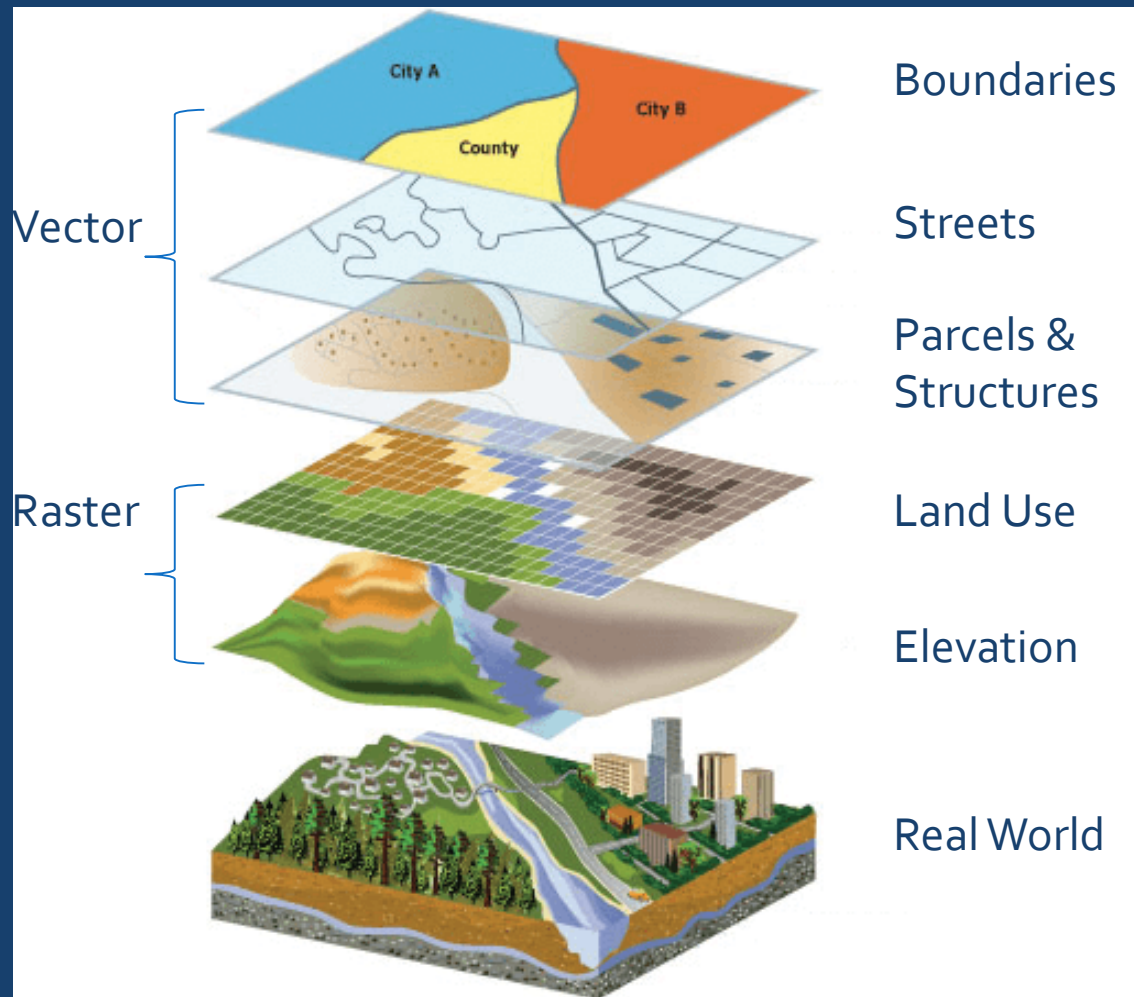 City A
Boundaries
City B
County
Vector
Streets
Parcels &
Structures
Raster
Land Use
Elevation
Real World